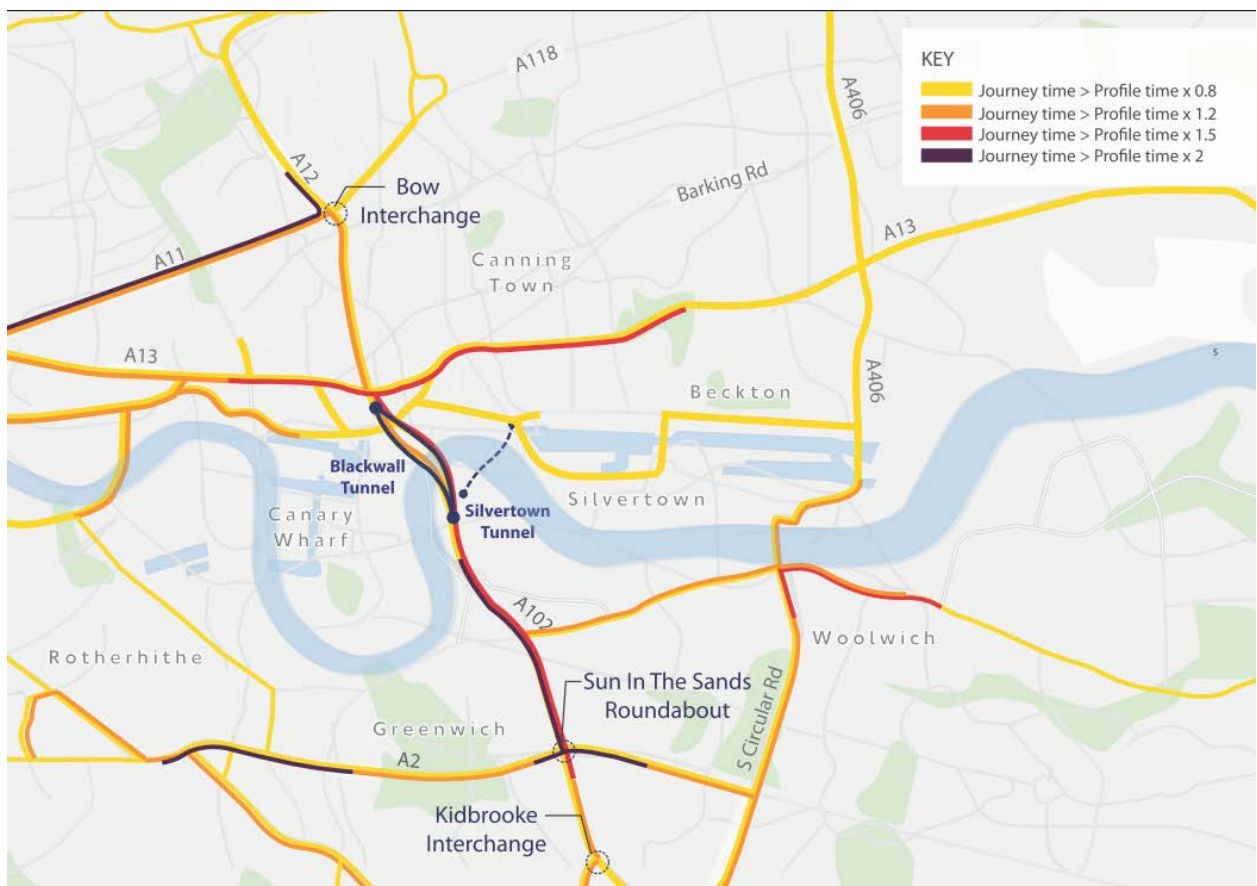 KEY
Journey time > Profile time x 0.8
Journey time > Profile time x 1.2
Journey time > Profile time x 1.5
Journey time > Profile time x 2
A118
A406
A12
Bow
Interchange
Barking Rd
A13
A11
Canning
Town
A13
A406
s
Beckton
Blackwall
Tunnel
Silvertown
Silvertown
Tunnel
Canary
Wharf
A102
Woolwich
Rotherhithe
Sun In The Sands
Roundabout
S Circular Rd
Greenwich
A2
Kidbrooke
Interchange